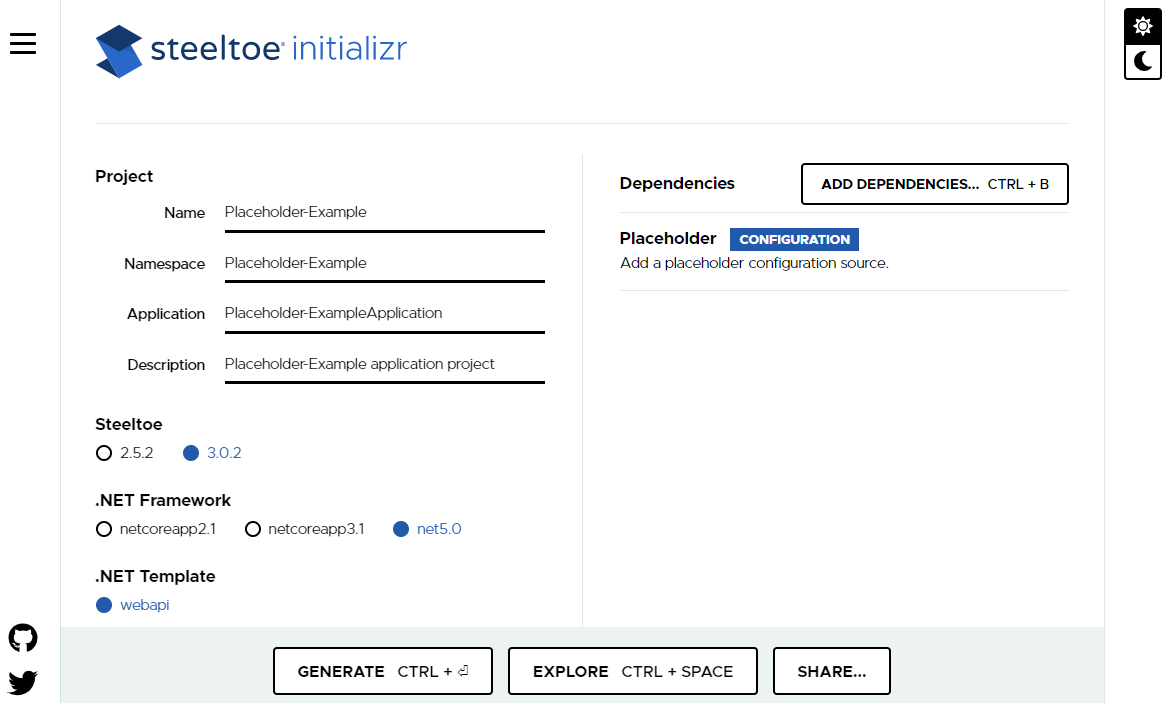 steeltoe® initializr
Project
Name Placeholder-Example
Namespace Placeholder-Example
Application Placeholder-ExampleApplication
Description Placeholder-Example application project
Steeltoe
2.5.2 3.0.2
.NET Framework
netcoreapp2.1 netcoreapp3.1 net5.0
.NET Template
webapi
Dependencies ADD DEPENDENCIES... CTRL + B
Placeholder CONFIGURATION
Add a placeholder configuration source.
GENERATE CTRL + ⏎ EXPLORE CTRL + SPACE SHARE...